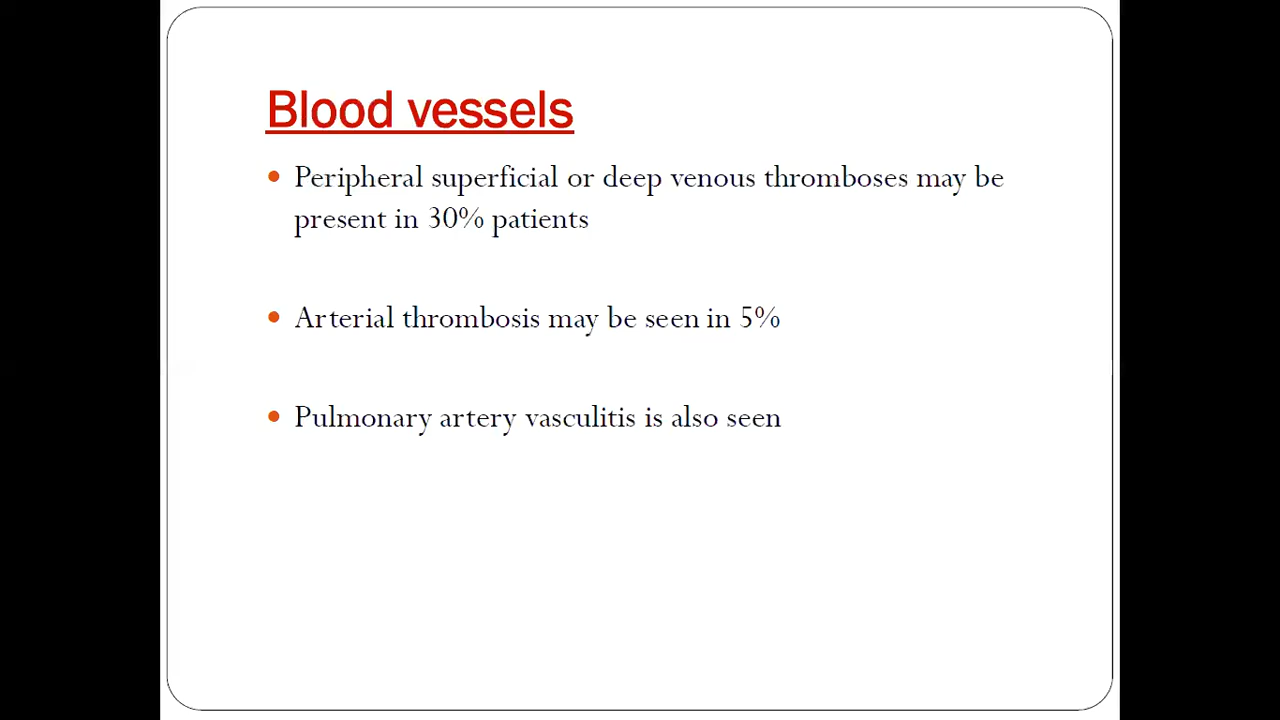 Blood vessels
• Peripheral superficial or deep venous thromboses may be
present in 30% patients
• Arterial thrombosis may be seen in 5%
• Pulmonary artery vasculitis is also seen